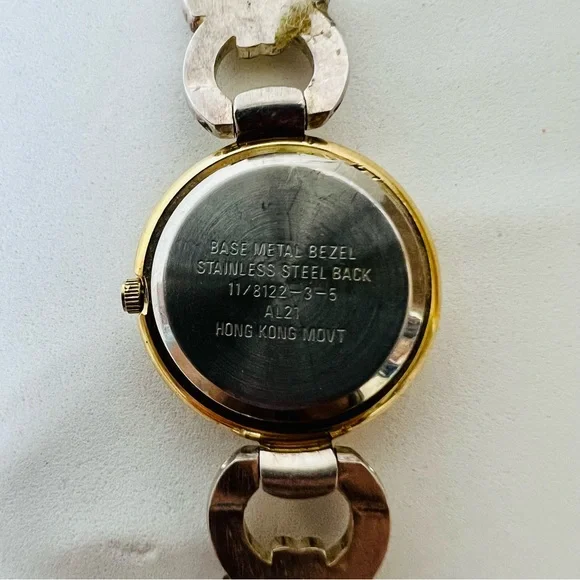 BASE METAL BEZEL
STAINLESS STEEL BACK
11/8122-3-5
AL21
HONG KONG MOVT